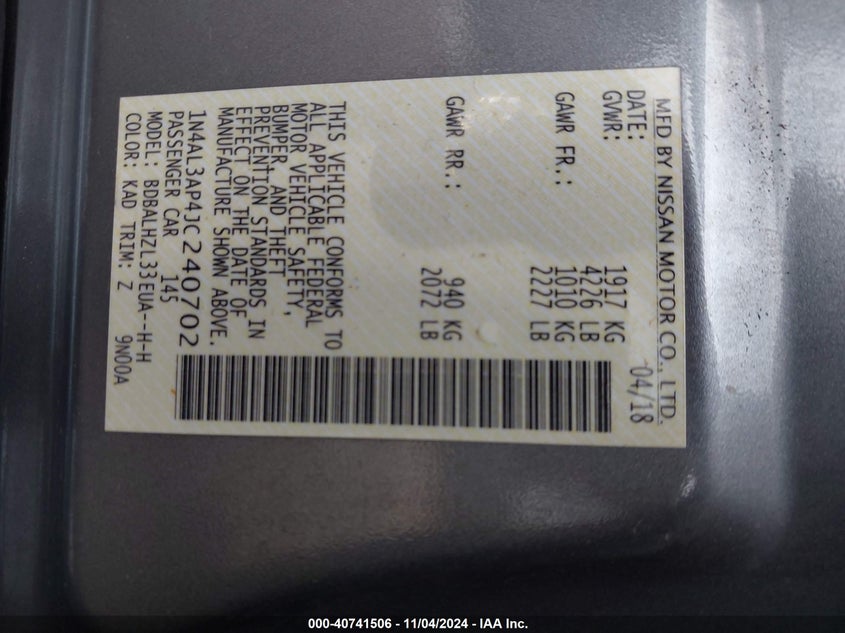 MFD BY NISSAN MOTOR CO., LTD.
DATE: 04/18
GVWR: 1917 KG
4226 LB
GAWR FR.: 1010 KG
2227 LB
GAWR RR.: 940 KG
2072 LB
THIS VEHICLE CONFORMS TO
ALL APPLICABLE FEDERAL
MOTOR VEHICLE SAFETY,
BUMPER AND THEFT
PREVENTION STANDARDS IN
EFFECT ON THE DATE OF
MANUFACTURE SHOWN ABOVE.
1N4AL3AP4JC240702
PASSENGER CAR 145
MODEL: BDBALHZL33EUA--H-H
COLOR: KAD TRIM: Z 9N00A
000-40741506 - 11/04/2024 - IAA Inc.